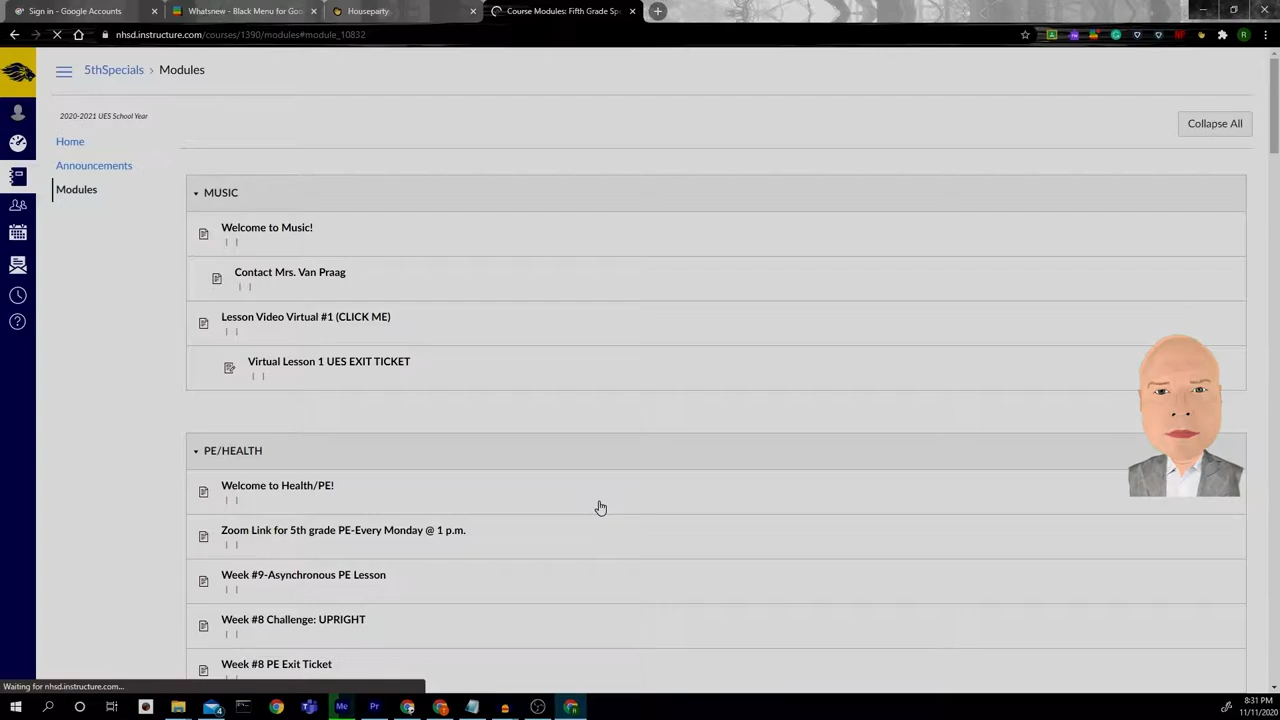 Sign in - Google Accounts
Whatsnew - Black Menu for Goo
Houseparty
Course Modules: Fifth Grade Spe
nhsd.instructure.com/courses/1390/modules#module_10832
5thSpecials › Modules
2020-2021 UES School Year
Home
Announcements
Modules
Collapse All
MUSIC
Welcome to Music!
Contact Mrs. Van Praag
Lesson Video Virtual #1 (CLICK ME)
Virtual Lesson 1 UES EXIT TICKET
PE/HEALTH
Welcome to Health/PE!
Zoom Link for 5th grade PE-Every Monday @ 1 p.m.
Week #9-Asynchronous PE Lesson
Week #8 Challenge: UPRIGHT
Week #8 PE Exit Ticket
Waiting for nhsd.instructure.com...
Me
Pr
8:31 PM
11/11/2020